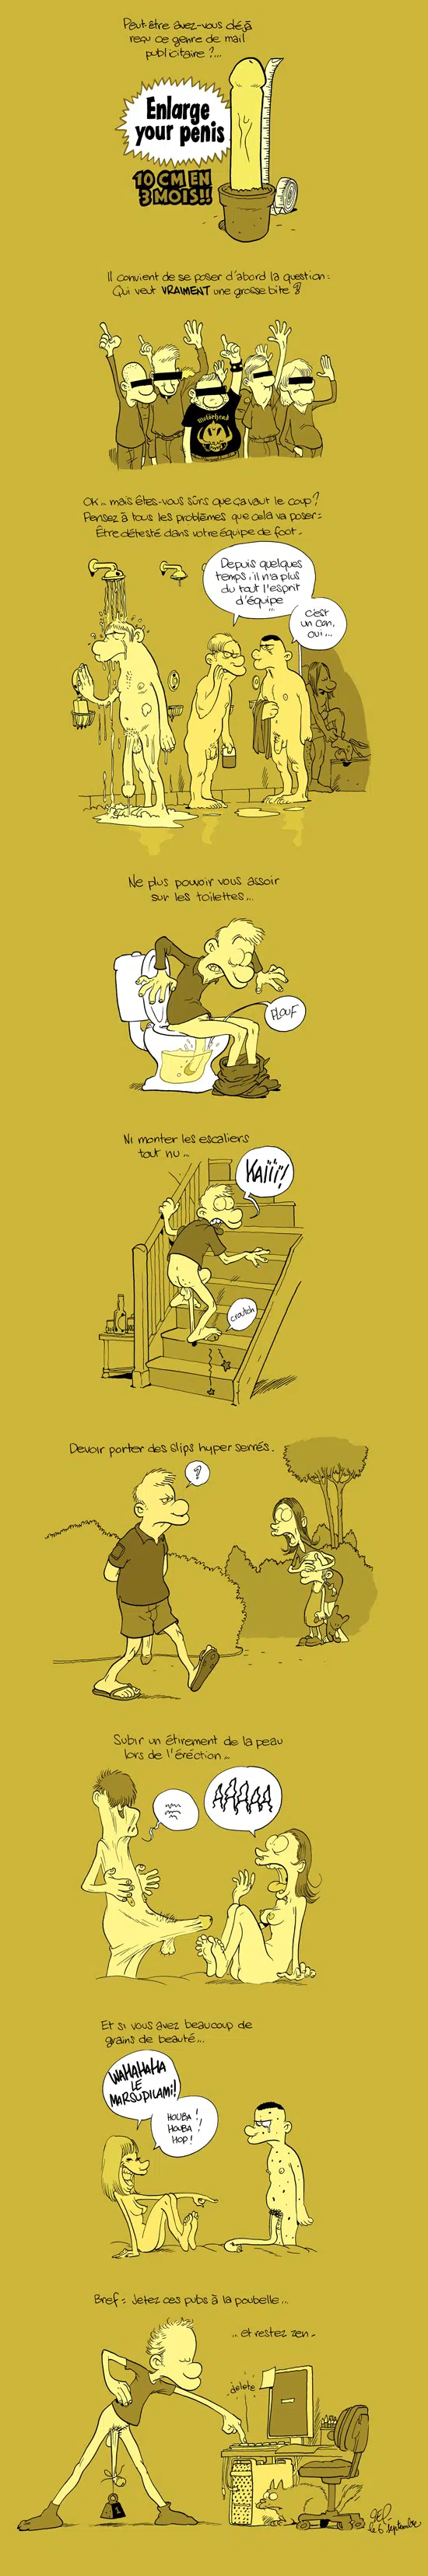 Peut-être avez-vous déjà
reçu ce genre de mail
publicitaire ?...
Enlarge
your penis
10 CM EN
3 MOIS!!
Il convient de se poser d'abord la question :
Qui veut VRAIMENT une grosse bite ?
Motörhead
OK... mais êtes-vous sûrs que ça vaut le coup ?
Pensez à tous les problèmes que cela va poser :
Être détesté dans votre équipe de foot.
Depuis quelques
temps, il n'a plus
du tout l'esprit
d'équipe
...
c'est
un con,
oui...
Ne plus pouvoir vous assoir
sur les toilettes...
PLOUF
Ni monter les escaliers
tout nu...
KAÏÏÏ!
croutch
Devoir porter des slips hyper serrés.
?
Subir un étirement de la peau
lors de l'éréction...
AAAAA
Et si vous avez beaucoup de
grains de beauté...
WAHAHAHA
LE
MARSUPILAMI!
HOUBA !
HOUBA !
HOP !
Bref : Jetez ces pubs à la poubelle...
... et restez zen.
delete
le 6 septembre